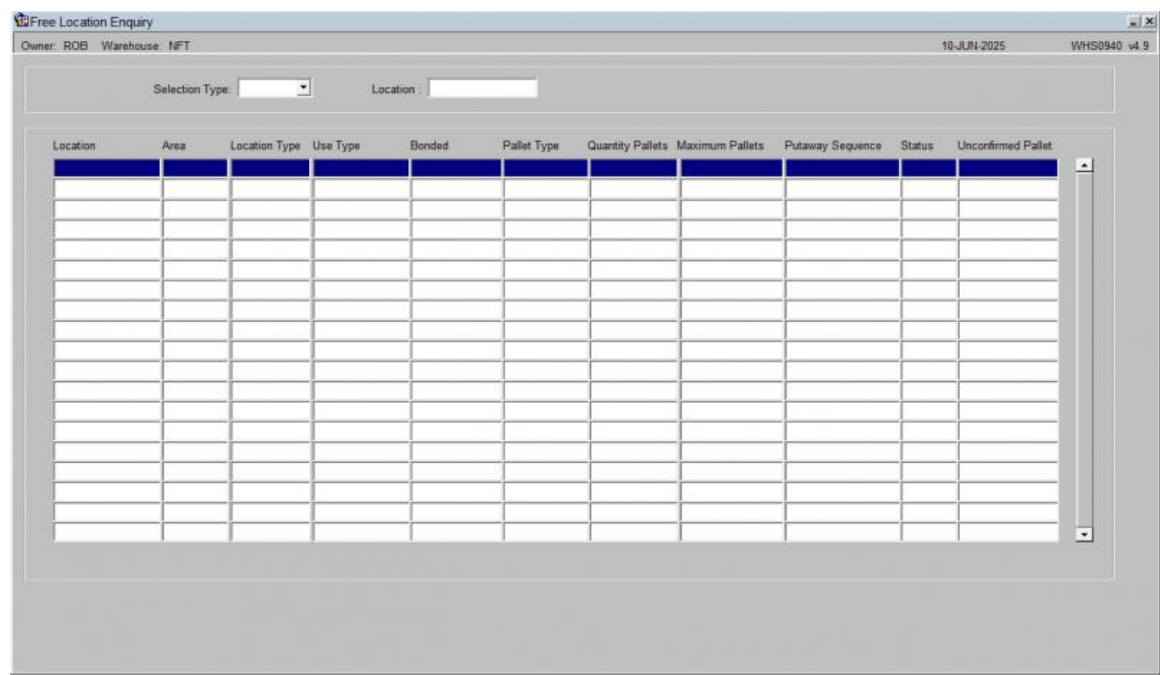 Free Location Enquiry
Owner: ROB Warehouse: NFT 10-JUN-2025 WHS0940 v4.9
Selection Type: Location :
Location Area Location Type Use Type Bonded Pallet Type Quantity Pallets Maximum Pallets Putaway Sequence Status Unconfirmed Pallet